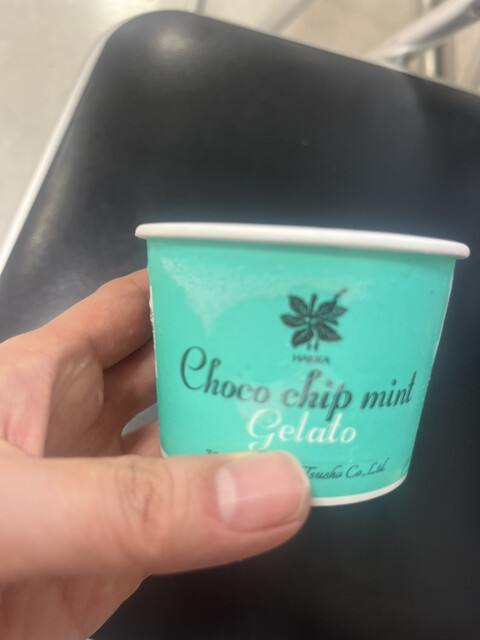 HAKKA
Choco chip mint
Gelato
Tsusho Co.,Ltd.